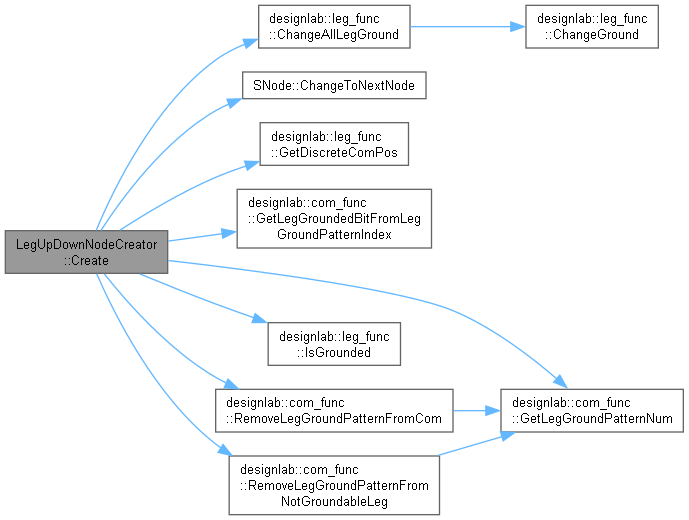 designlab::leg_func
::ChangeAllLegGround
designlab::leg_func
::ChangeGround
SNode::ChangeToNextNode
designlab::leg_func
::GetDiscreteComPos
designlab::com_func
::GetLegGroundedBitFromLeg
GroundPatternIndex
LegUpDownNodeCreator
::Create
designlab::leg_func
::IsGrounded
designlab::com_func
::RemoveLegGroundPatternFromCom
designlab::com_func
::GetLegGroundPatternNum
designlab::com_func
::RemoveLegGroundPatternFrom
NotGroundableLeg